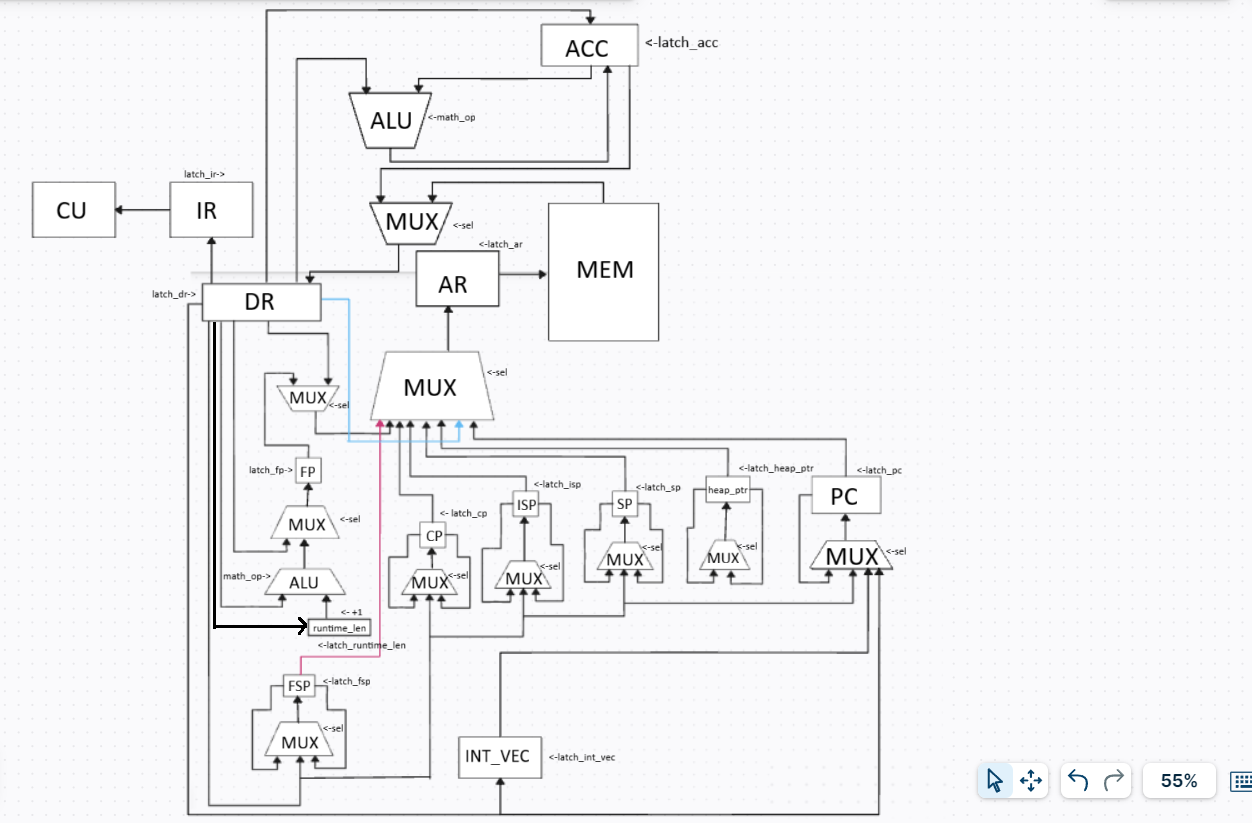 ACC
<-latch_acc
ALU
<-math_op
latch_ir->
CU
IR
MUX
<-sel
<-latch_ar
MEM
AR
latch_dr->
DR
MUX
<-sel
MUX
<-sel
latch_fp->
FP
<-latch_heap_ptr
<-latch_pc
<-latch_isp
<-latch_sp
heap_ptr
PC
ISP
SP
<- latch_cp
MUX
<-sel
CP
MUX
<-sel
MUX
<-sel
MUX
<-sel
MUX
<-sel
MUX
<-sel
math_op->
ALU
<- +1
runtime_len
<-latch_runtime_len
FSP
<-latch_fsp
<-sel
MUX
INT_VEC
<-latch_int_vec
55%